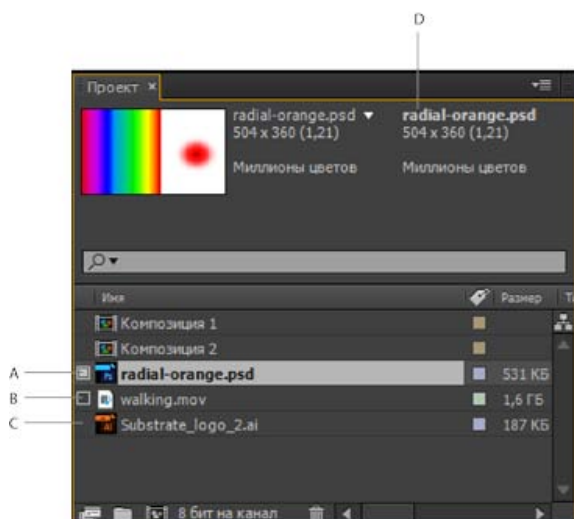 D
Проект ×
radial-orange.psd ▼ radial-orange.psd
504 x 360 (1,21) 504 x 360 (1,21)
Миллионы цветов Миллионы цветов
Имя Размер
Композиция 1
Композиция 2
A radial-orange.psd 531 КБ
B walking.mov 1,6 ГБ
C Substrate_logo_2.ai 187 КБ
8 бит на канал